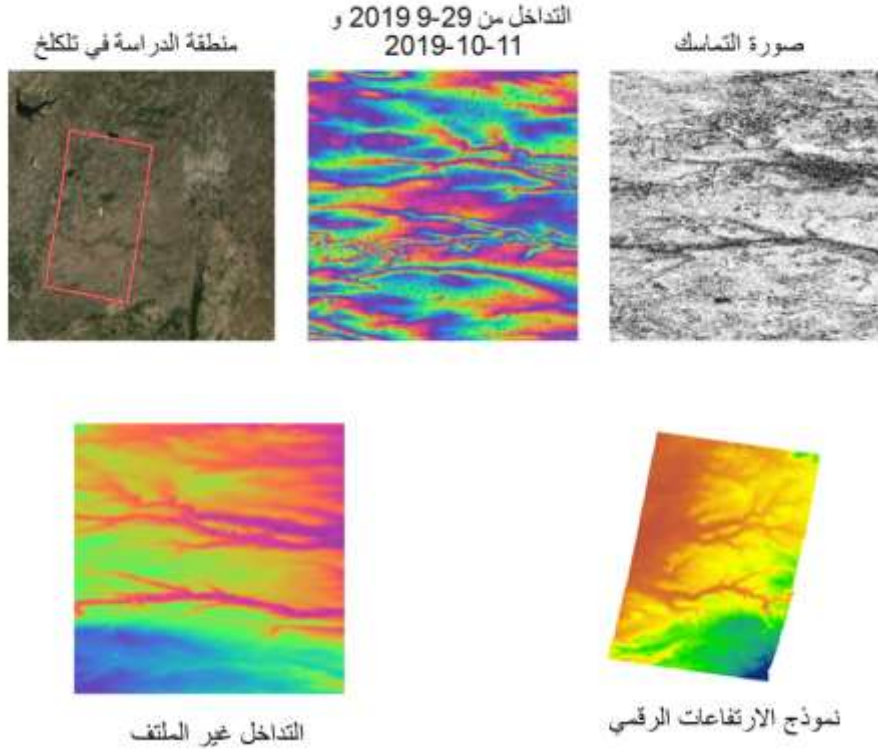 منطقة الدراسة في تلكلخ
التداخل من 29-9 2019 و
2019-10-11
صورة التماسك
التداخل غير الملتف
نموذج الارتفاعات الرقمي